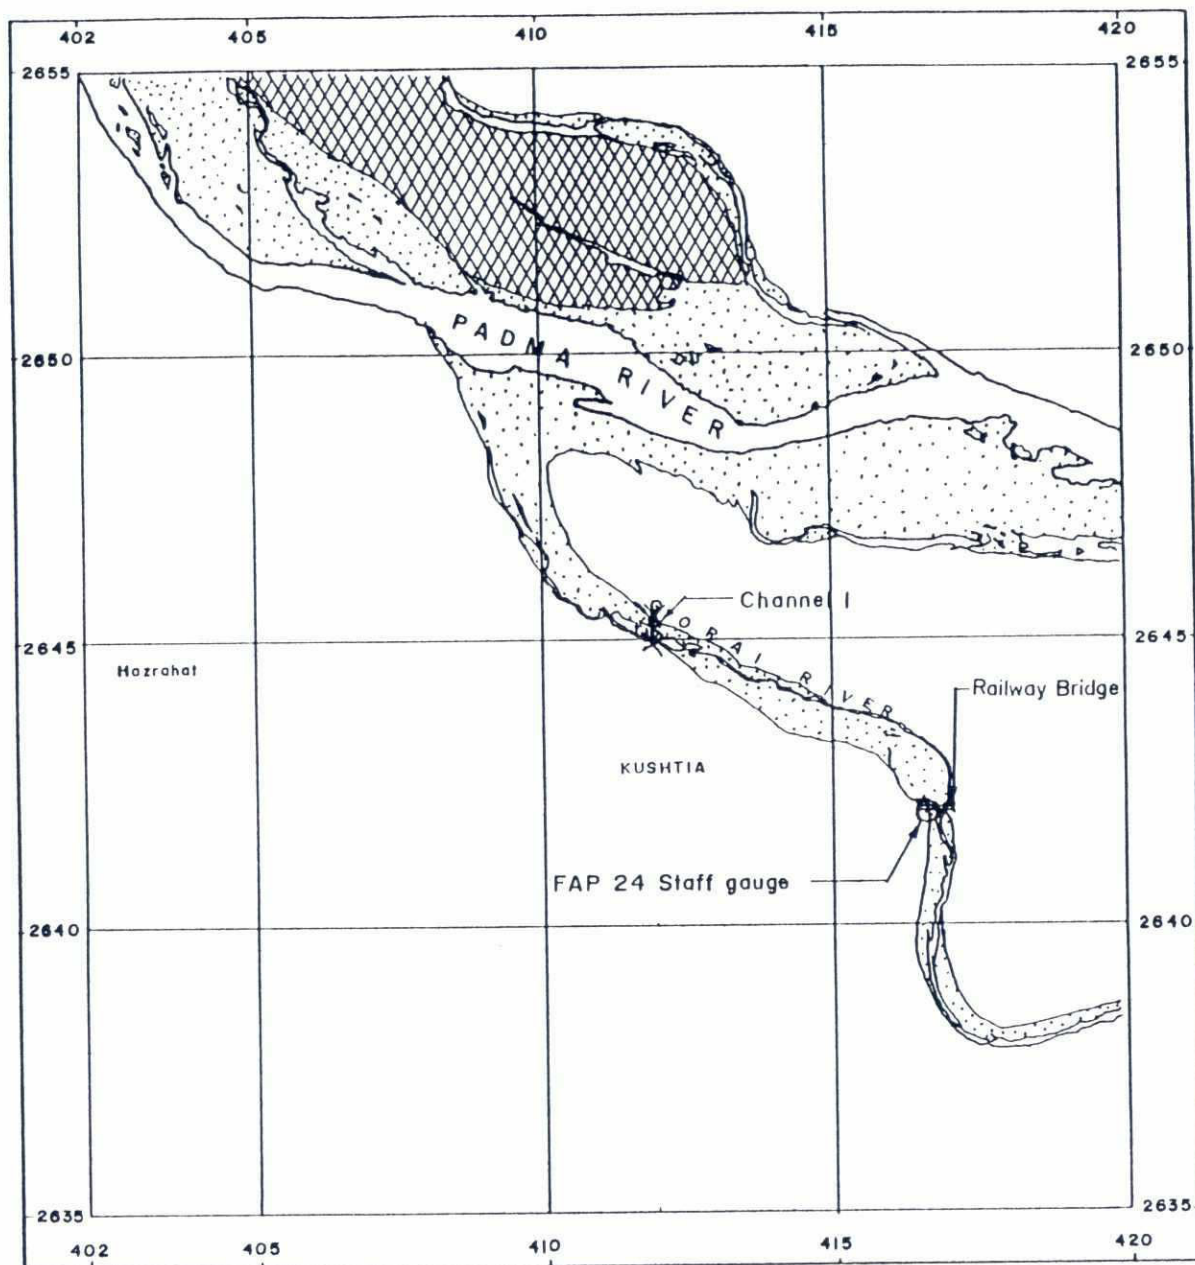 402 405 410 415 420
2655 2655
PADMA RIVER
2650 2650
Channel 1
GORAI RIVER
2645 2645
Hazrahat
Railway Bridge
KUSHTIA
FAP 24 Staff gauge
2640 2640
2635 2635
402 405 410 415 420